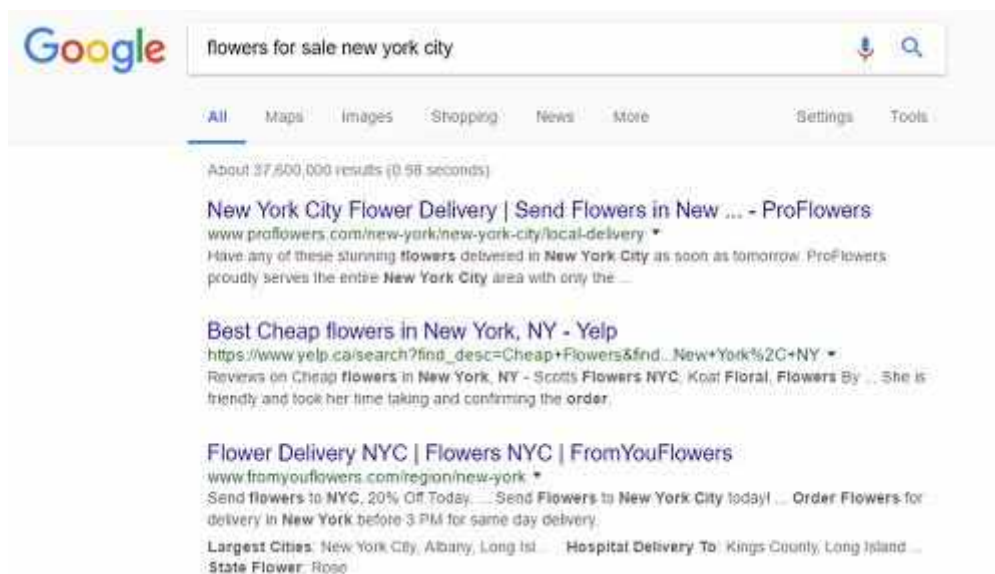 Google
flowers for sale new york city
All Maps Images Shopping News More Settings Tools
About 37,600,000 results (0.58 seconds)
New York City Flower Delivery | Send Flowers in New ... - ProFlowers
www.proflowers.com/new-york/new-york-city/local-delivery
Have any of these stunning flowers delivered in New York City as soon as tomorrow. ProFlowers
proudly serves the entire New York City area with only the ...
Best Cheap flowers in New York, NY - Yelp
https://www.yelp.ca/search?find_desc=Cheap+Flowers&find...New+York%2C+NY
Reviews on Cheap flowers in New York, NY - Scotts Flowers NYC, Koat Floral, Flowers By ... She is
friendly and took her time taking and confirming the order.
Flower Delivery NYC | Flowers NYC | FromYouFlowers
www.fromyouflowers.com/region/new-york
Send flowers to NYC, 20% Off Today. ... Send Flowers to New York City today! ... Order Flowers for
delivery in New York before 3 PM for same day delivery.
Largest Cities: New York City, Albany, Long Isl... Hospital Delivery To: Kings County, Long Island ...
State Flower: Rose